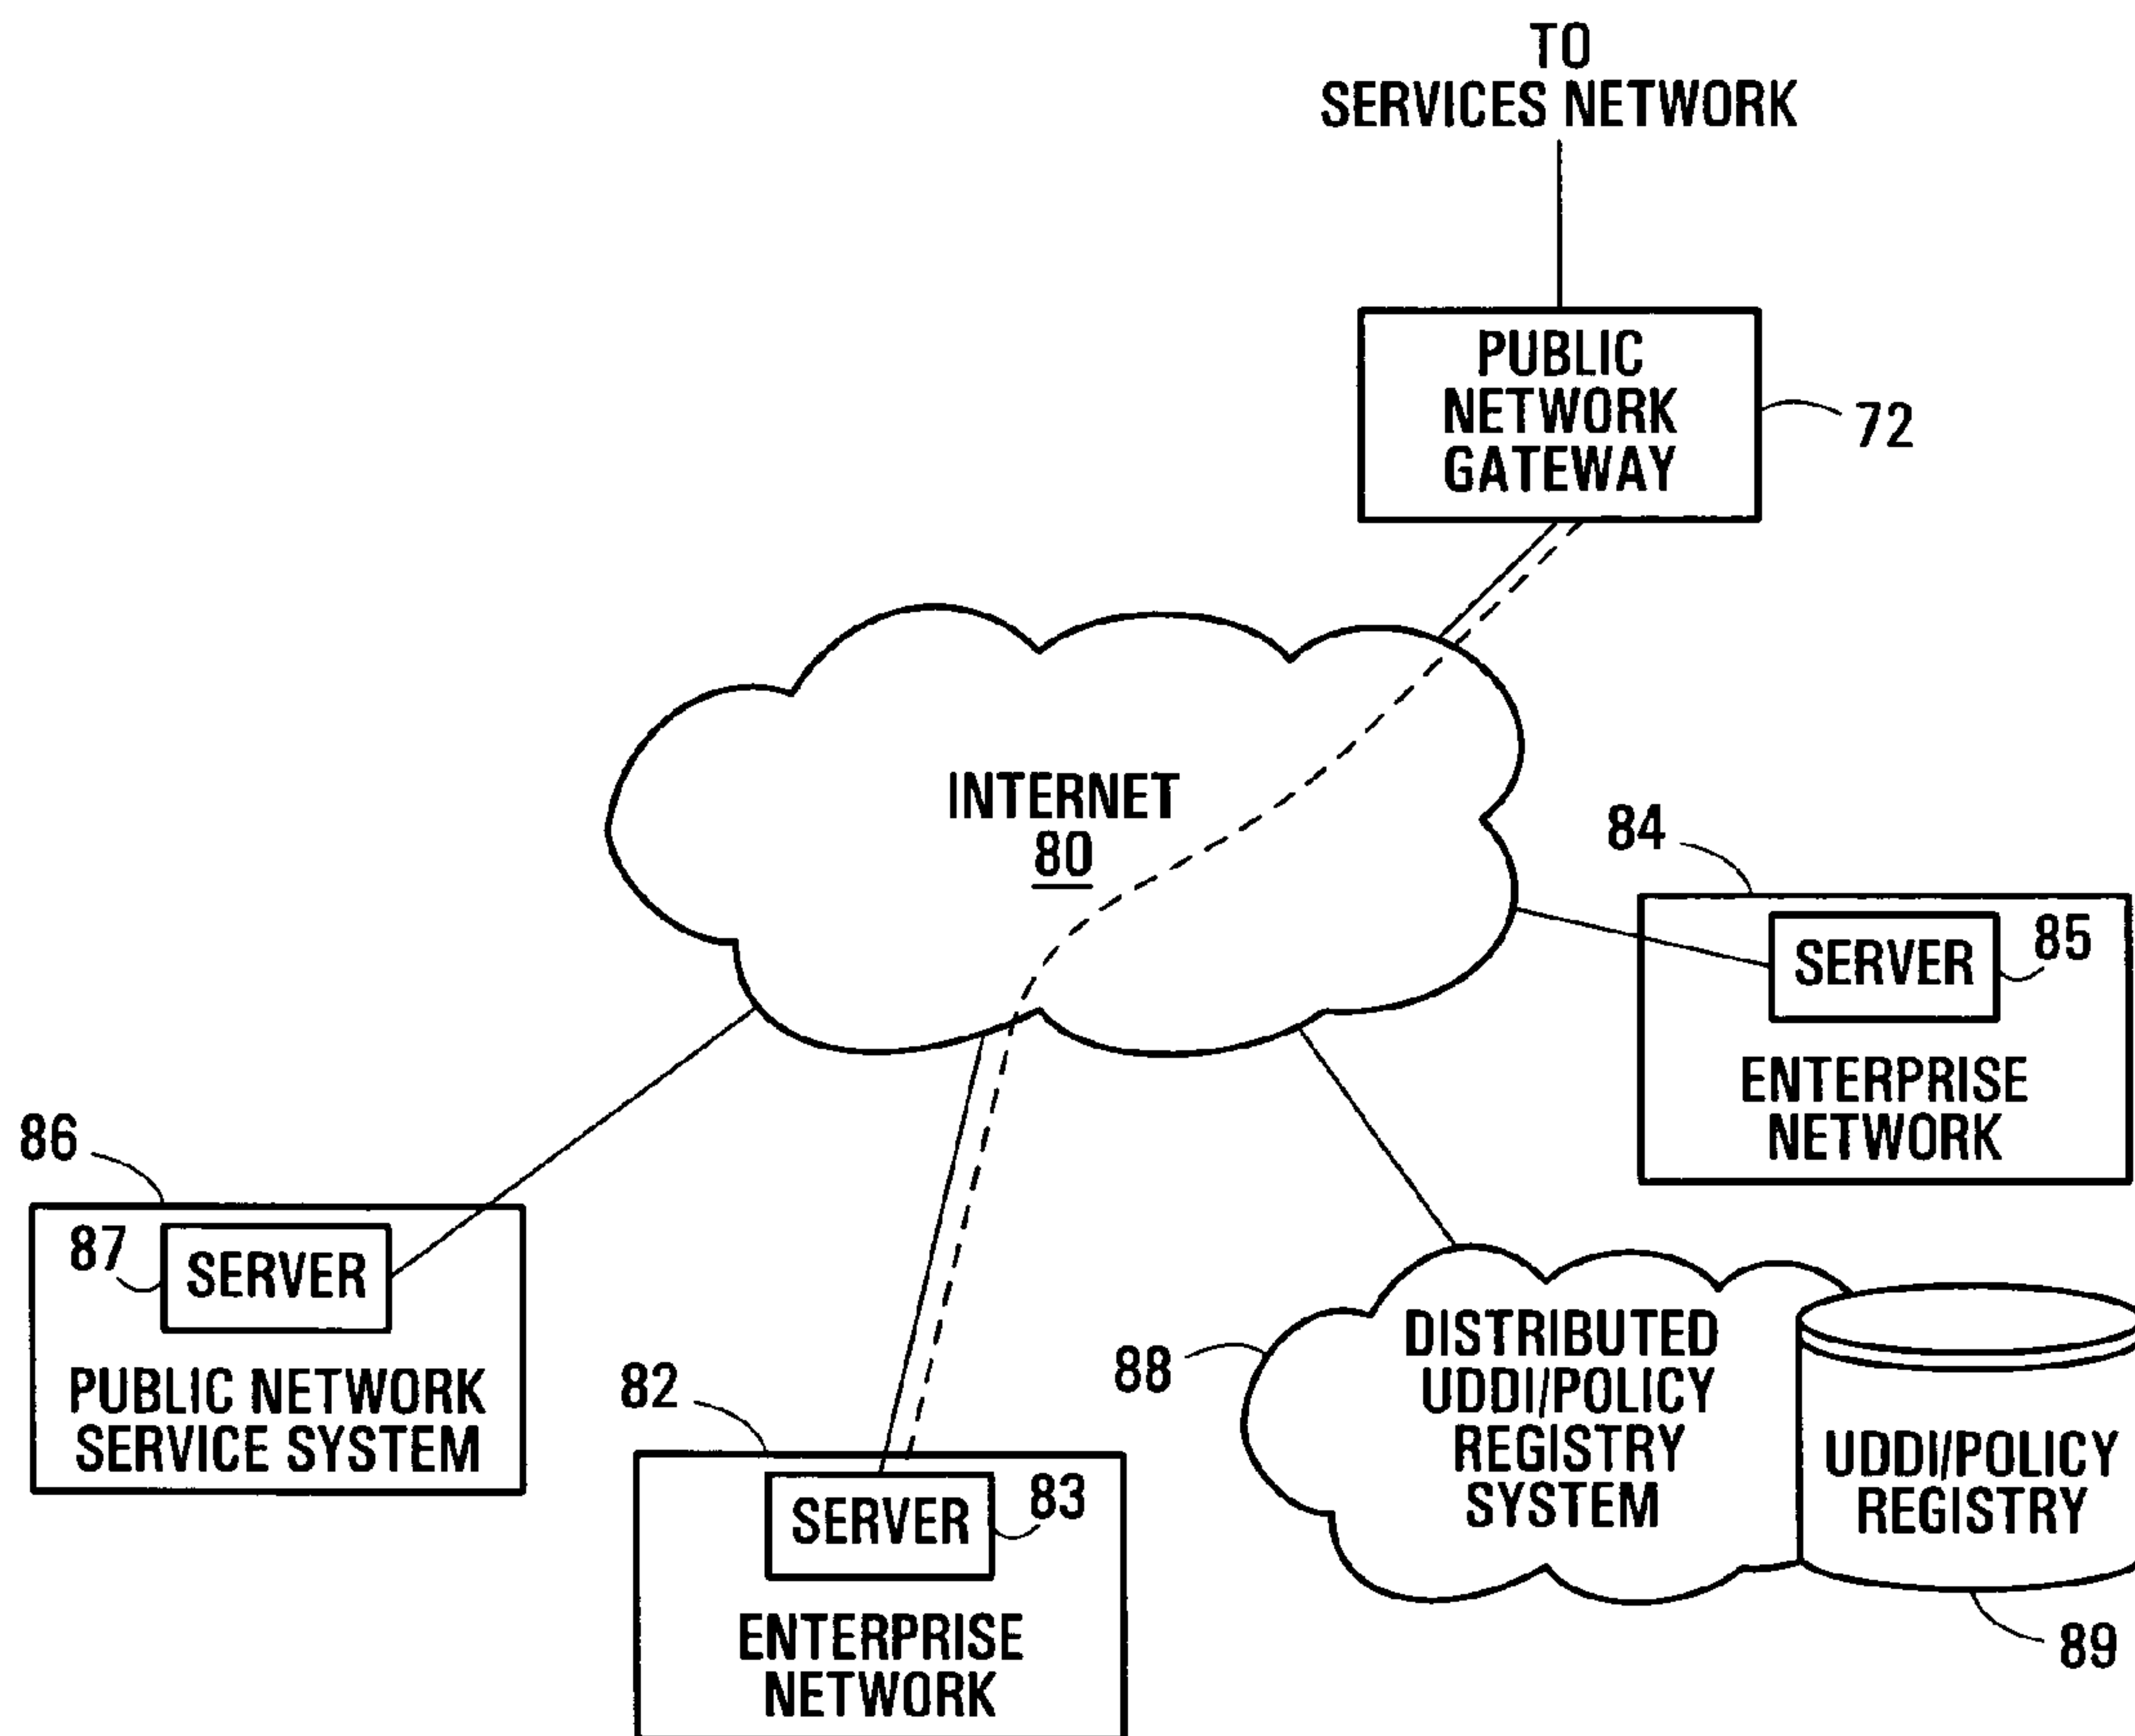 TO
SERVICES NETWORK
PUBLIC
NETWORK
GATEWAY
72
INTERNET
80
84
SERVER
85
ENTERPRISE
NETWORK
86
87
SERVER
PUBLIC NETWORK
SERVICE SYSTEM
82
SERVER
83
ENTERPRISE
NETWORK
88
DISTRIBUTED
UDDI/POLICY
REGISTRY
SYSTEM
UDDI/POLICY
REGISTRY
89